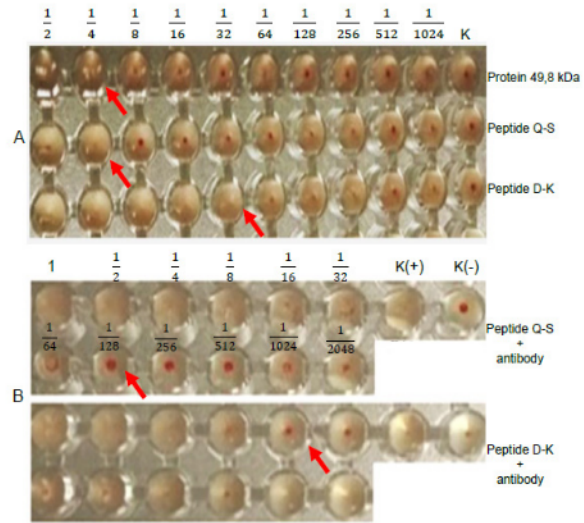 1/2 1/4 1/8 1/16 1/32 1/64 1/128 1/256 1/512 1/1024 K
Protein 49,8 kDa
A
Peptide Q-S
Peptide D-K
1 1/2 1/4 1/8 1/16 1/32 K(+) K(-)
Peptide Q-S
+
antibody
1/64 1/128 1/256 1/512 1/1024 1/2048
B
Peptide D-K
+
antibody